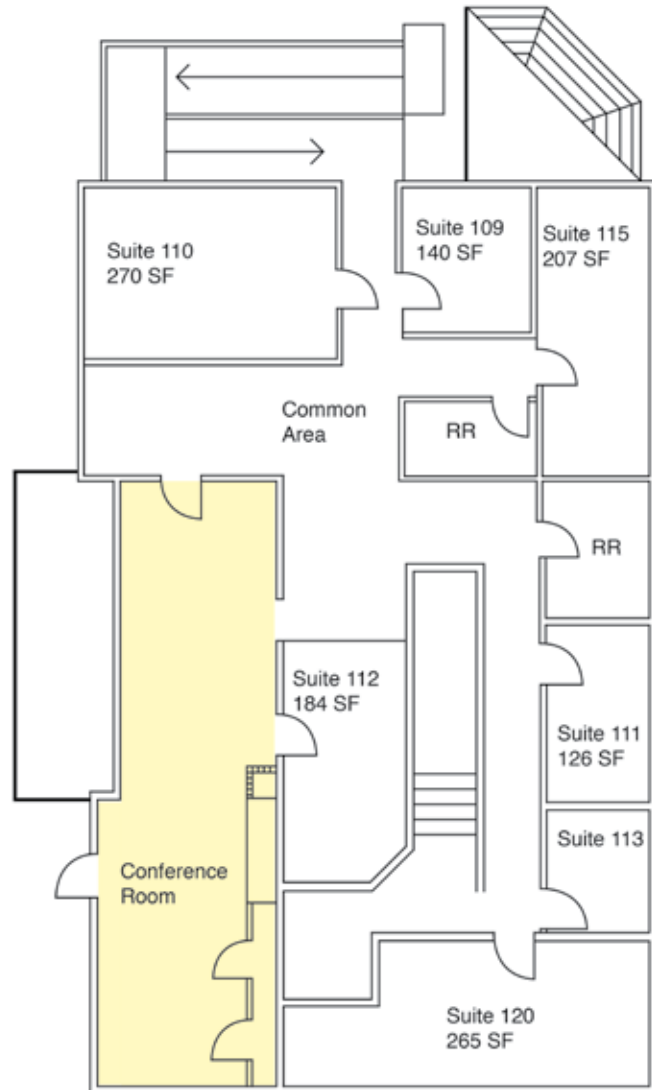 Suite 110
270 SF
Suite 109
140 SF
Suite 115
207 SF
Common
Area
RR
RR
Suite 112
184 SF
Suite 111
126 SF
Suite 113
Conference
Room
Suite 120
265 SF